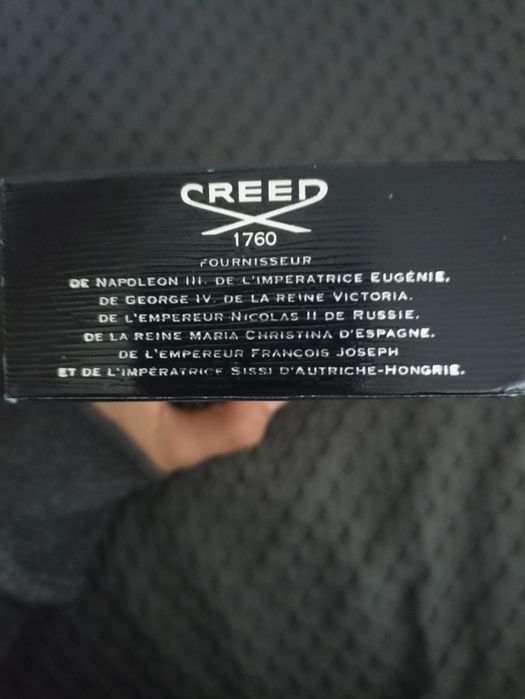 CREED
1760
FOURNISSEUR
DE NAPOLEON III. DE L'IMPERATRICE EUGÉNIE,
DE GEORGE IV. DE LA REINE VICTORIA.
DE L'EMPEREUR NICOLAS II DE RUSSIE.
DE LA REINE MARIA CHRISTINA D'ESPAGNE.
DE L'EMPEREUR FRANCOIS JOSEPH
ET DE L'IMPÉRATRICE SISSI D'AUTRICHE-HONGRIE.